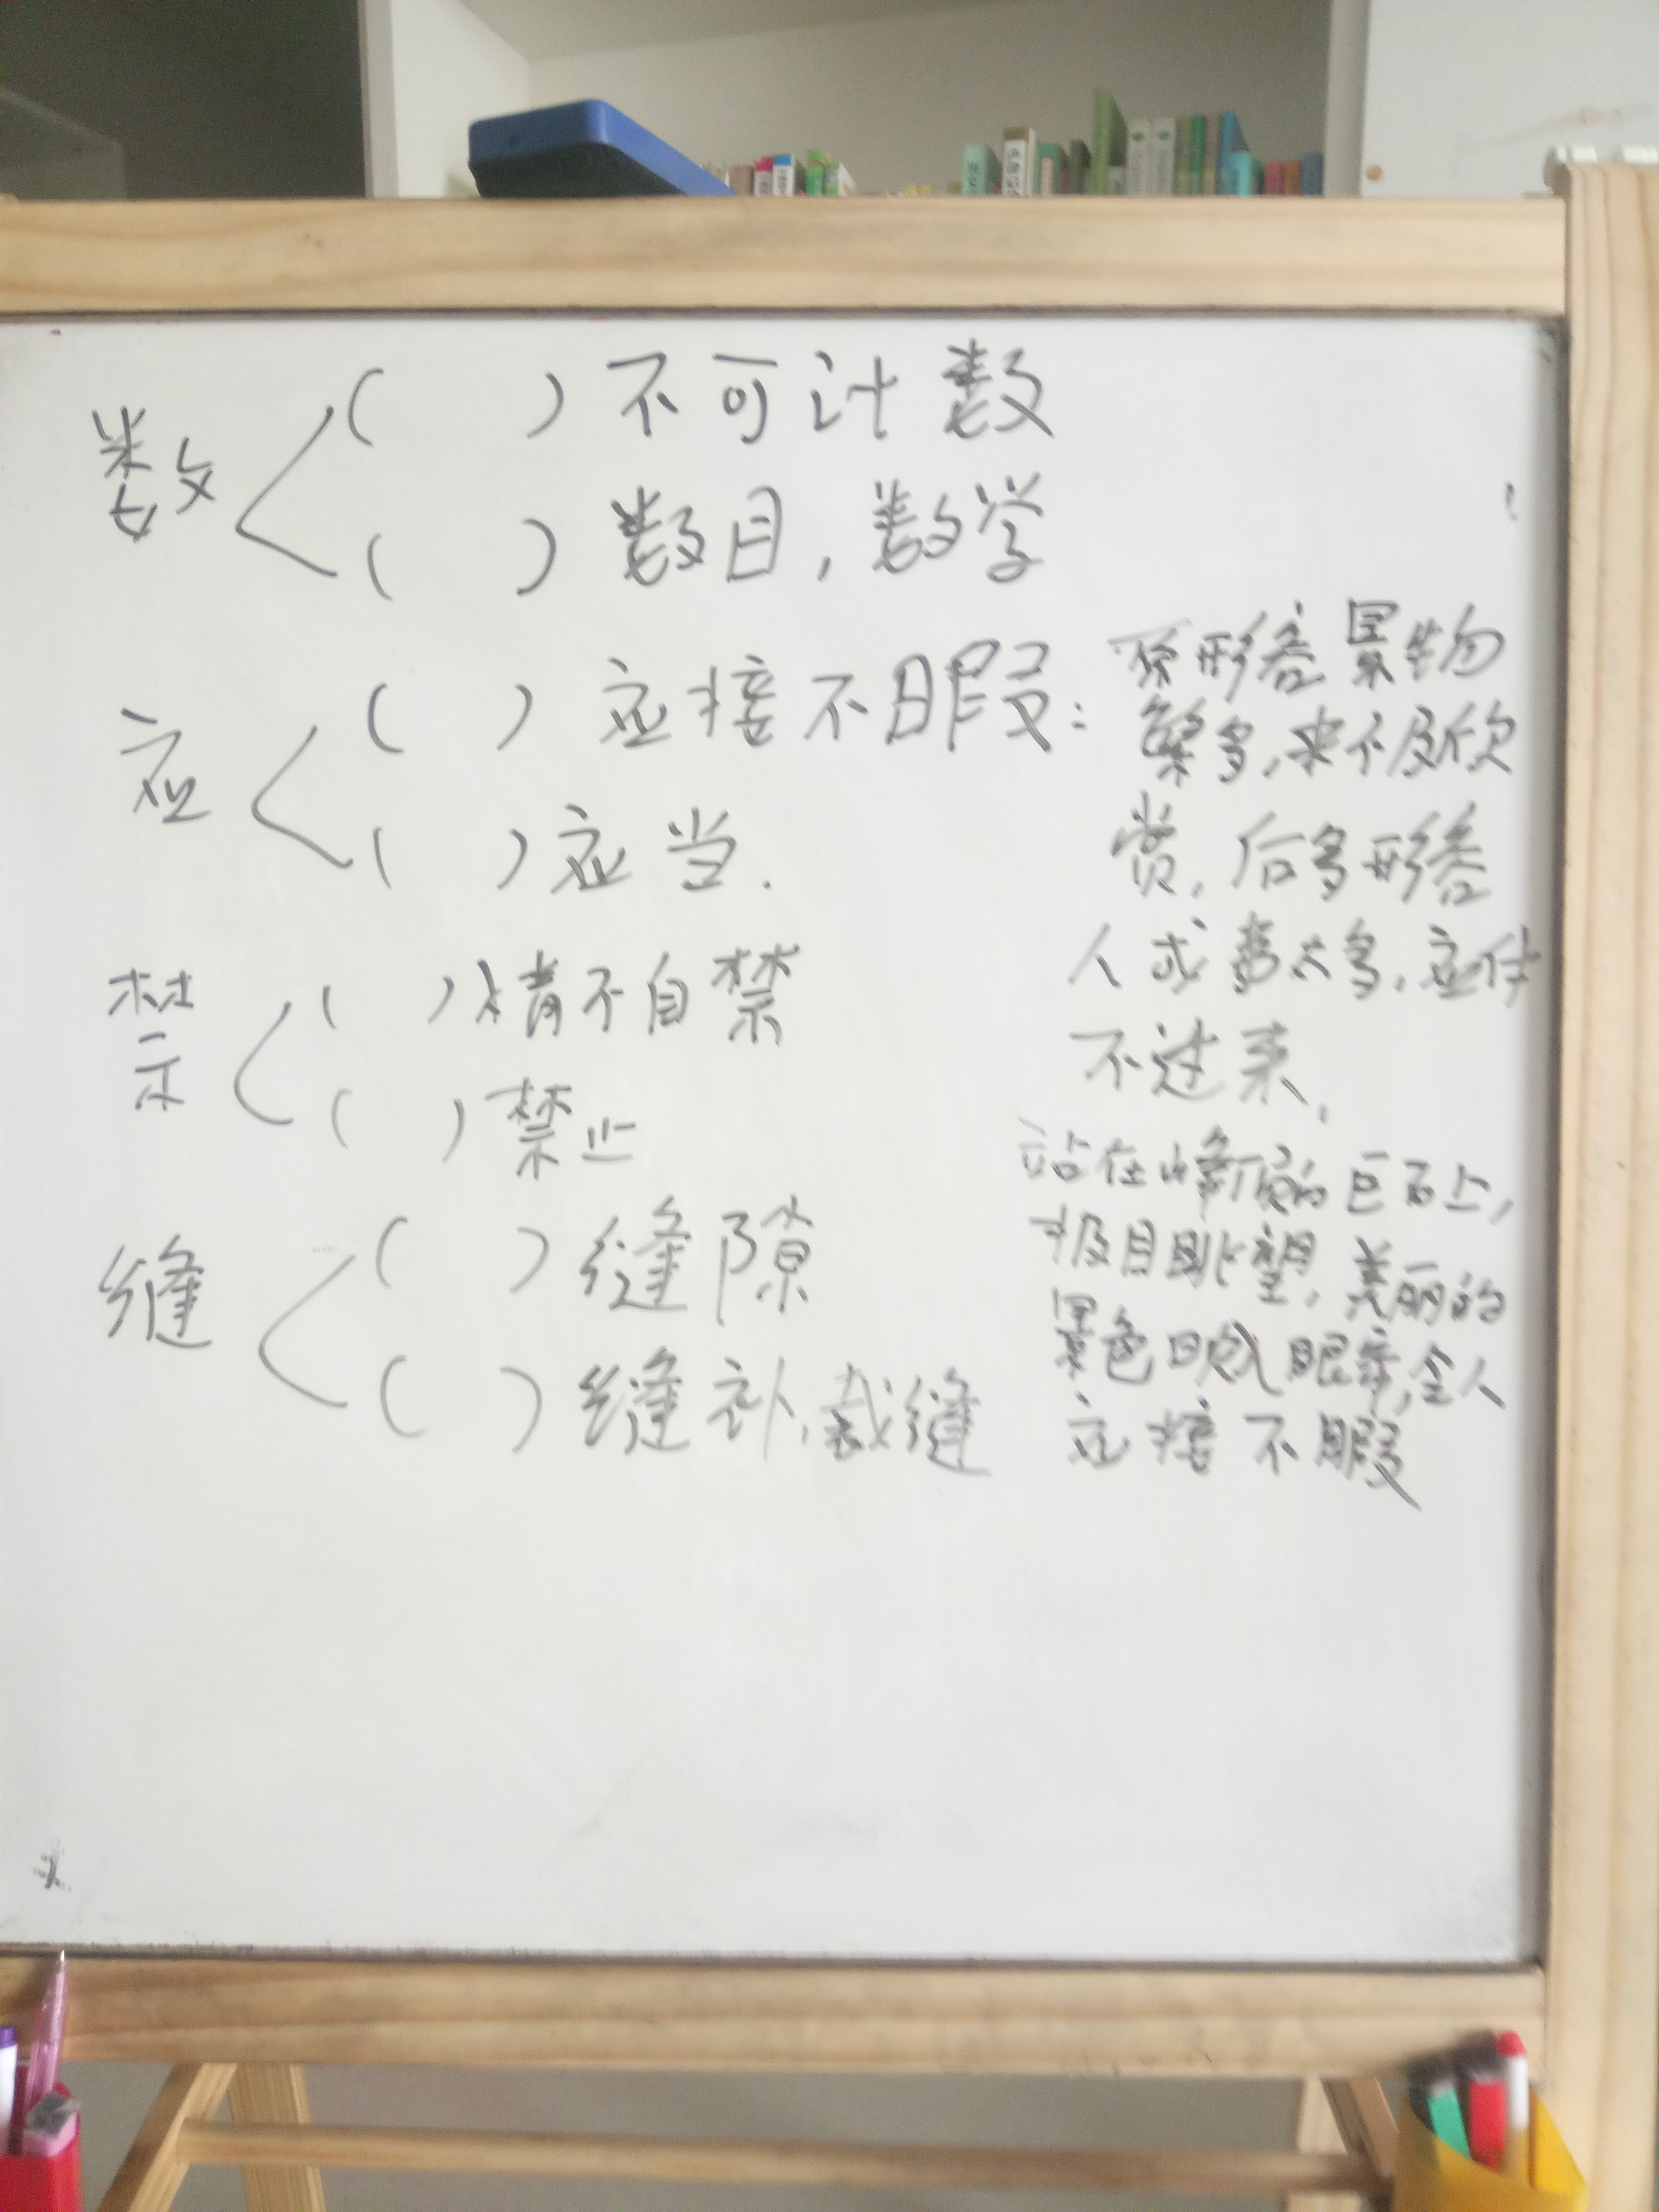 数 ( ) 不可计数
( ) 数目,数学
应 ( ) 应接不暇:
( ) 应当.
禁 ( ) 情不自禁
( ) 禁止
缝 ( ) 缝隙
( ) 缝补,裁缝
原形容景物
繁多,来不及欣
赏,后多形容
人或事太多,应付
不过来,
站在峰顶的巨石上,
极目眺望,美丽的
景色映入眼帘,令人
应接不暇